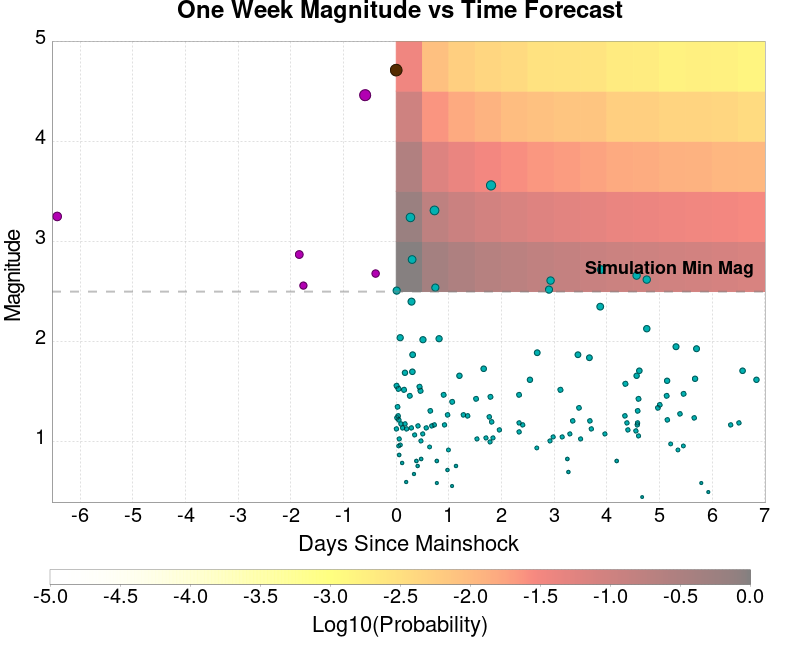 One Week Magnitude vs Time Forecast
5
4
3
2
1
Magnitude
Simulation Min Mag
-6 -5 -4 -3 -2 -1 0 1 2 3 4 5 6 7
Days Since Mainshock
-5.0 -4.5 -4.0 -3.5 -3.0 -2.5 -2.0 -1.5 -1.0 -0.5 0.0
Log10(Probability)